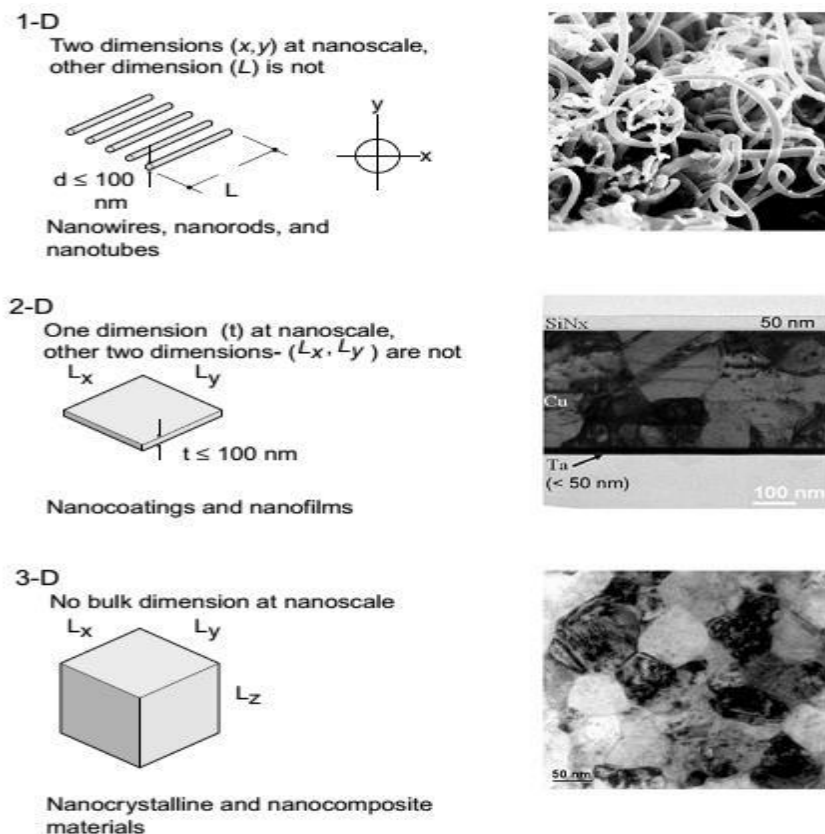 1-D
Two dimensions (x,y) at nanoscale,
other dimension (L) is not
y
x
d ≤ 100
nm
L
Nanowires, nanorods, and
nanotubes
2-D
One dimension (t) at nanoscale,
other two dimensions- (Lx, Ly) are not
Lx Ly
t ≤ 100 nm
Nanocoatings and nanofilms
SiNx 50 nm
Cu
Ta
(< 50 nm)
100 nm
3-D
No bulk dimension at nanoscale
Lx Ly
Lz
Nanocrystalline and nanocomposite
materials
50 nm